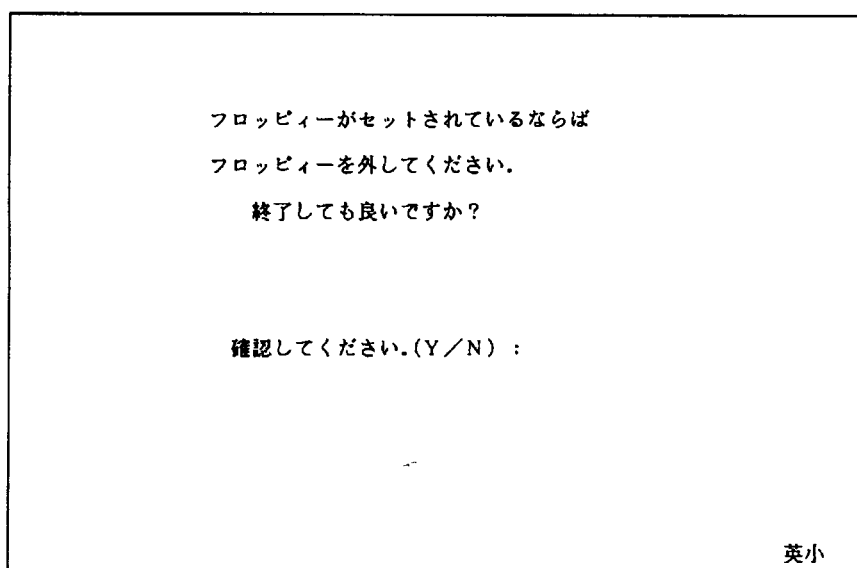 フロッピィーがセットされているならば
フロッピィーを外してください.
終了しても良いですか？
確認してください.(Y／N)：
英小